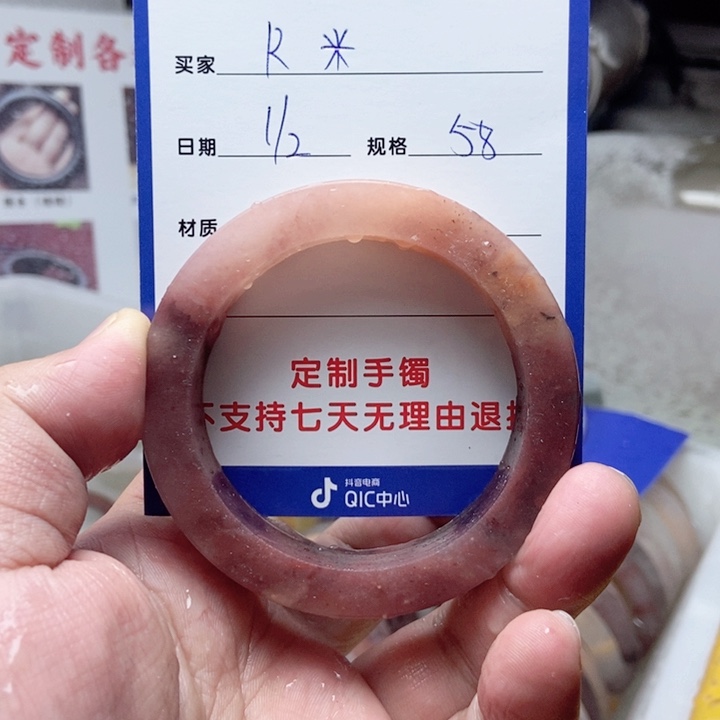 定制各
买家 R 米
日期 1/2 规格 58
材质
定制手镯
不支持七天无理由退换
抖音电商
QIC中心